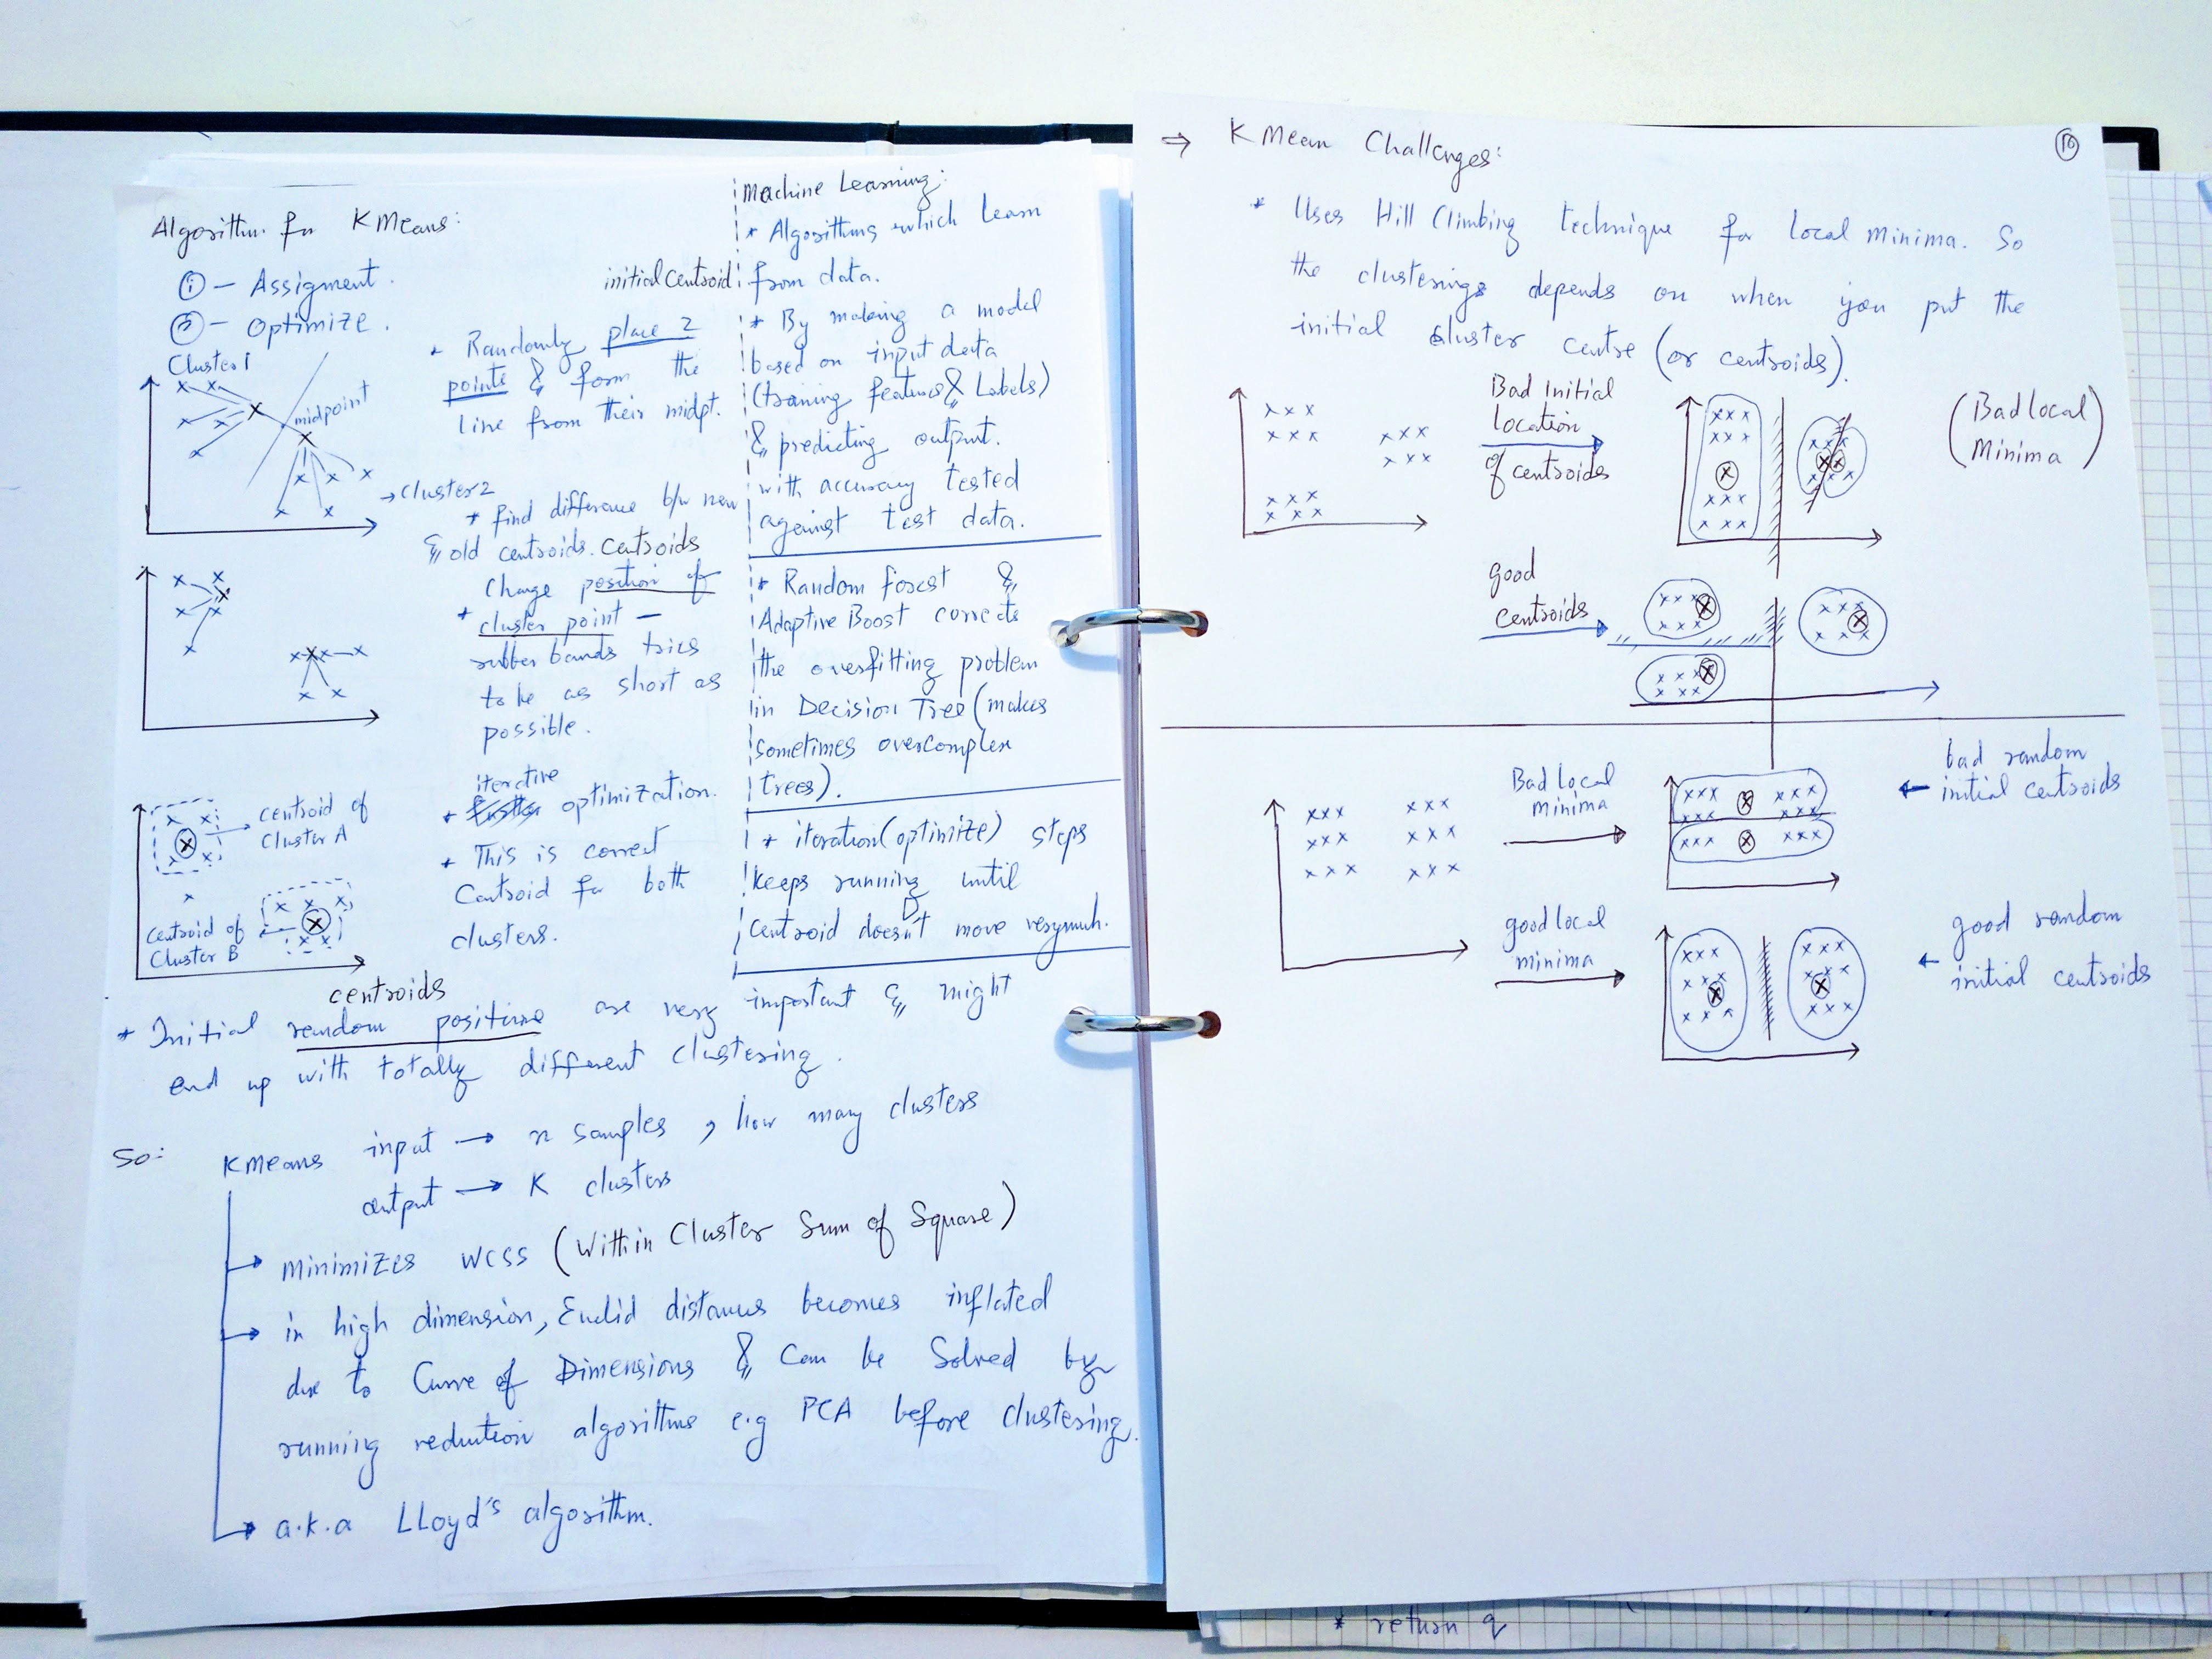 Algorithm for KMeans:
① - Assigment.
② - Optimize.
Cluster 1
midpoint
→ cluster 2
initial Centroid
* Randomly place 2
points & form the
line from their midpt.
* find difference b/w new
& old centroids. Centroids
Change position of
* cluster point -
rubber bands tries
to be as short as
possible.
iterative
* optimization.
* This is correct
Centroid for both
clusters.
centroid of
Cluster A
Centroid of
Cluster B
Machine Learning:
* Algorithms which learn
from data.
* By making a model
based on input data
(training features & Labels)
& predicting output.
with accuracy tested
against test data.
* Random forest &
Adaptive Boost corrects
the overfitting problem
in Decision Tree (makes
sometimes overcomplex
trees).
* iteration (optimize) steps
keeps running until
Centroid doesn't move verymuch.
centroids
* Initial random positions are very important & might
end up with totally different clustering.
So: KMeans input → n samples, how many clusters
output → K clusters
→ minimizes WCSS (Within Cluster Sum of Square)
→ in high dimension, Euclid distances becomes inflated
due to Curve of Dimensions & Can be Solved by
running reduction algorithms e.g PCA before clustering.
→ a.k.a LLoyd's algorithm.
⇒ K Mean Challenges:
10
* Uses Hill Climbing technique for local minima. So
the clusterings depends on when you put the
initial cluster centre (or centroids).
Bad Initial
location
of centroids
(Bad local
Minima)
good
centroids
Bad local
minima
← bad random
initial centroids
good local
minima
← good random
initial centroids
* return q